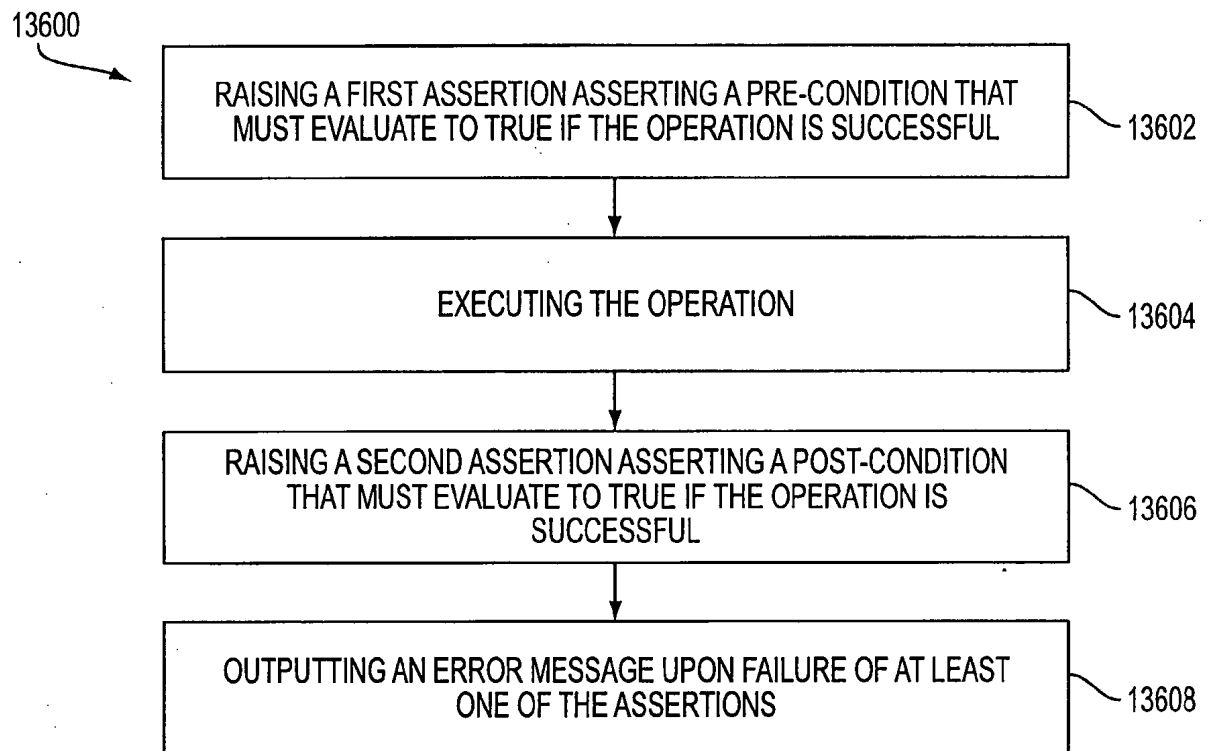 13600
RAISING A FIRST ASSERTION ASSERTING A PRE-CONDITION THAT
MUST EVALUATE TO TRUE IF THE OPERATION IS SUCCESSFUL
13602
EXECUTING THE OPERATION
13604
RAISING A SECOND ASSERTION ASSERTING A POST-CONDITION
THAT MUST EVALUATE TO TRUE IF THE OPERATION IS
SUCCESSFUL
13606
OUTPUTTING AN ERROR MESSAGE UPON FAILURE OF AT LEAST
ONE OF THE ASSERTIONS
13608